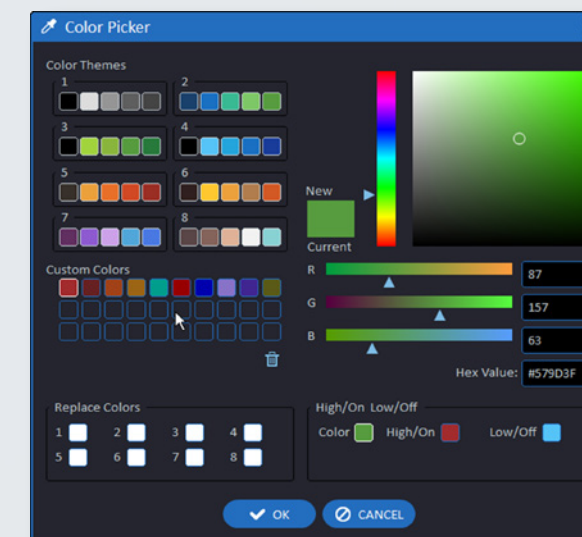 Color Picker
Color Themes
1
2
3
4
5
6
7
8
New
Current
Custom Colors
R
87
G
157
B
63
Hex Value: #579D3F
Replace Colors
1
2
3
4
5
6
7
8
High/On Low/Off
Color
High/On
Low/Off
OK
CANCEL